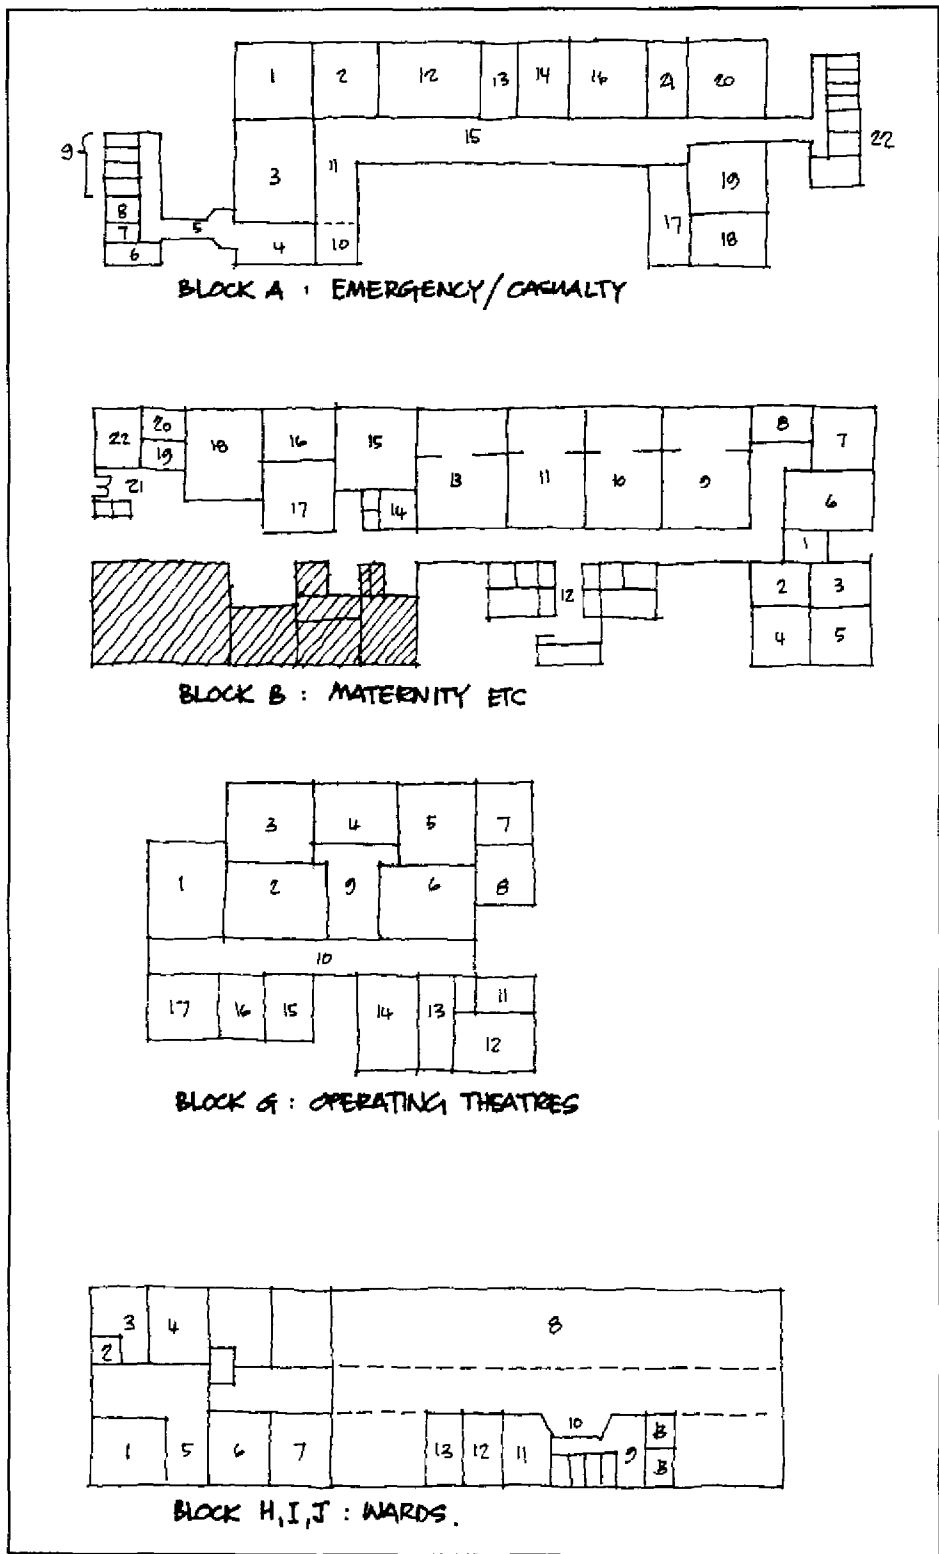 1 2 12 13 14 16 21 20
15 22
9 3 11 19
8 5 17
7 4 10 18
6
BLOCK A : EMERGENCY/CASUALTY
22 20 18 16 15 8 7
19 13 11 10 9
21 17 14 6
1
12 2 3
4 5
BLOCK B : MATERNITY ETC
3 4 5 7
1 2 9 6 8
10
17 16 15 14 13 11
12
BLOCK G : OPERATING THEATRES
3 4 8
2
10
1 5 6 7 13 12 11 9 B
B
BLOCK H, I, J : WARDS.